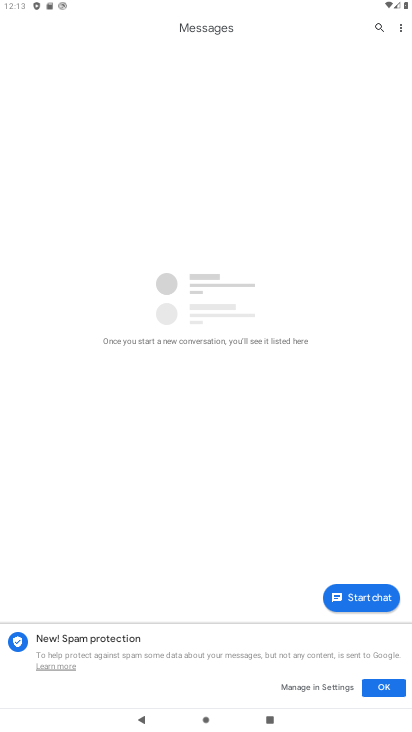 12:13
Messages
Once you start a new conversation, you'll see it listed here
Start chat
New! Spam protection
To help protect against spam some data about your messages, but not any content, is sent to Google.
Learn more
Manage in Settings
OK